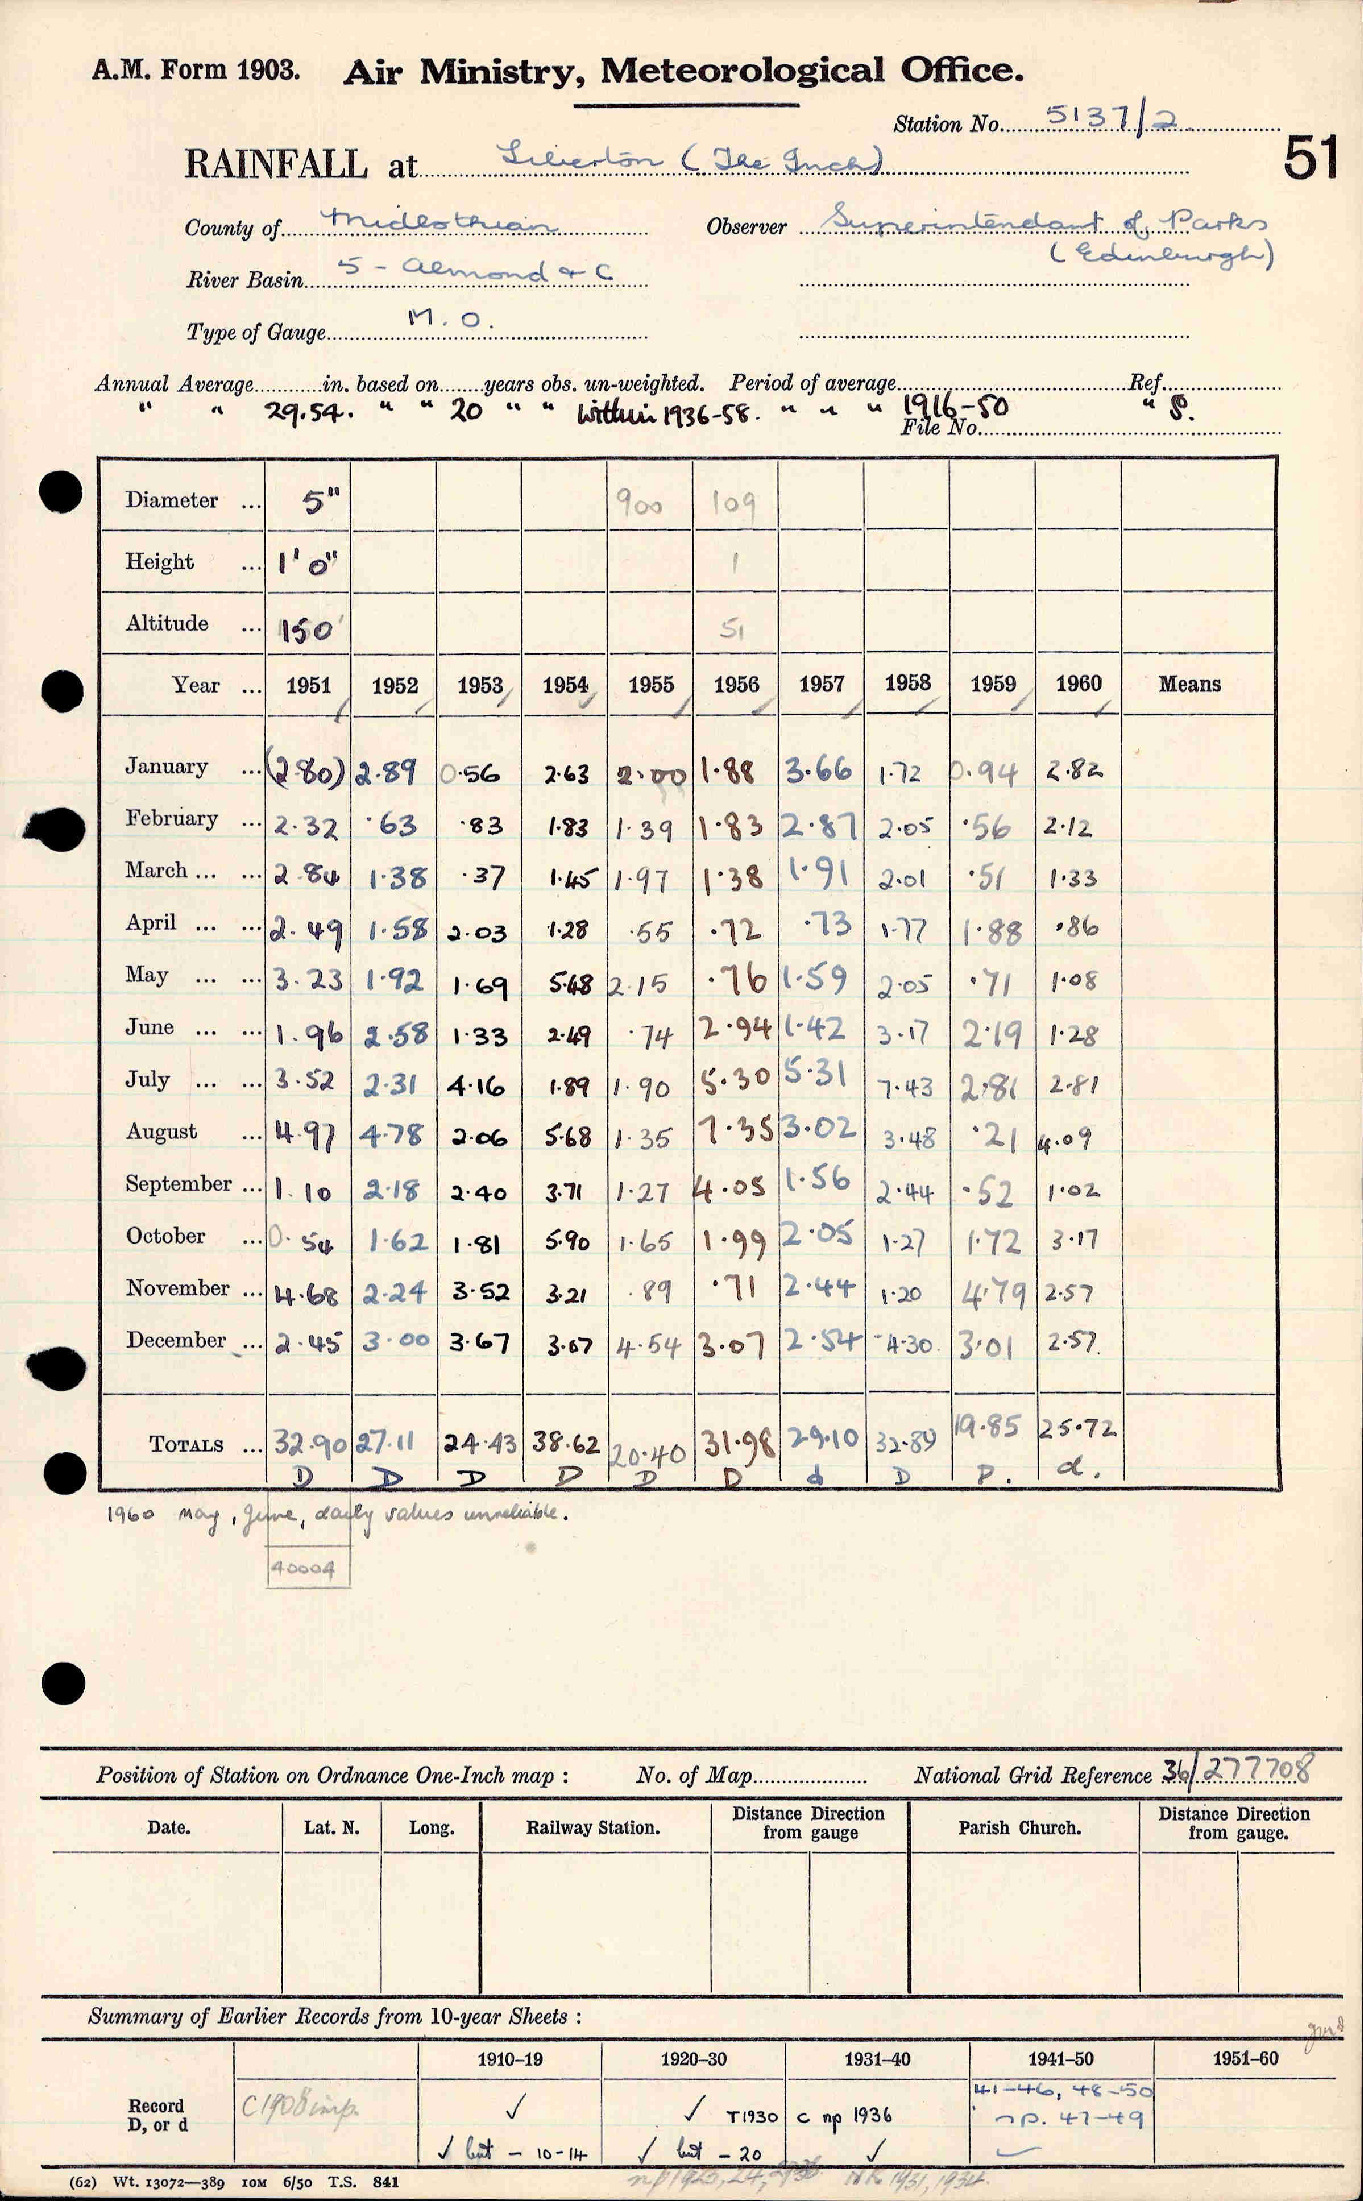 A.M. Form 1903. Air Ministry, Meteorological Office.
Station No. 5137/2
51
RAINFALL at Liberton (The Inch)
County of Midlothian Observer Superintendant of Parks
(Edinburgh)
River Basin 5 - Almond & C
Type of Gauge M.O.
Annual Average in. based on years obs. un-weighted. Period of average Ref.
" " 29.54. " " 20 " " Within 1936-58. " " " 1916-50 " P.
File No.
Diameter ... 5" 900 109
Height ... 1' 0" 1
Altitude ... 150' 51
Year ... 1951 1952 1953 1954 1955 1956 1957 1958 1959 1960 Means
January ... (2.80) 2.89 0.56 2.63 2.00 1.88 3.66 1.72 0.94 2.82
February ... 2.32 .63 .83 1.83 1.39 1.83 2.87 2.05 .56 2.12
March ... ... 2.84 1.38 .37 1.45 1.97 1.38 1.91 2.01 .51 1.33
April ... ... 2.49 1.58 2.03 1.28 .55 .72 .73 1.77 1.88 .86
May ... ... 3.23 1.92 1.69 5.68 2.15 .76 1.59 2.05 .71 1.08
June ... ... 1.96 2.58 1.33 2.49 .74 2.94 1.42 3.17 2.19 1.28
July ... ... 3.52 2.31 4.16 1.89 1.90 5.30 5.31 7.43 2.81 2.81
August ... 4.97 4.78 2.06 5.68 1.35 7.35 3.02 3.48 .21 4.09
September ... 1.10 2.18 2.40 3.71 1.27 4.05 1.56 2.44 .52 1.02
October ... 0.54 1.62 1.81 5.90 1.65 1.99 2.05 1.27 1.72 3.17
November ... 4.68 2.24 3.52 3.21 .89 .71 2.44 1.20 4.79 2.57
December ... 2.45 3.00 3.67 3.67 4.54 3.07 2.54 4.30 3.01 2.57
TOTALS ... 32.90 27.11 24.43 38.62 20.40 31.98 29.10 32.89 19.85 25.72
D D D D D D d D P. d.
1960 May, June, daily values unreliable.
40004
Position of Station on Ordnance One-Inch map : No. of Map National Grid Reference 36/277708
Date. Lat. N. Long. Railway Station. Distance Direction from gauge Parish Church. Distance Direction from gauge.
Summary of Earlier Records from 10-year Sheets :
1910–19 1920–30 1931–40 1941–50 1951–60
Record D, or d C1908 imp. ✓ ✓ T1930 c np 1936 41-46, 48-50
np. 47-49
✓ but - 10-14 ✓ but - 20 ✓ ✓
(62) Wt. 13072—389 10M 6/50 T.S. 841